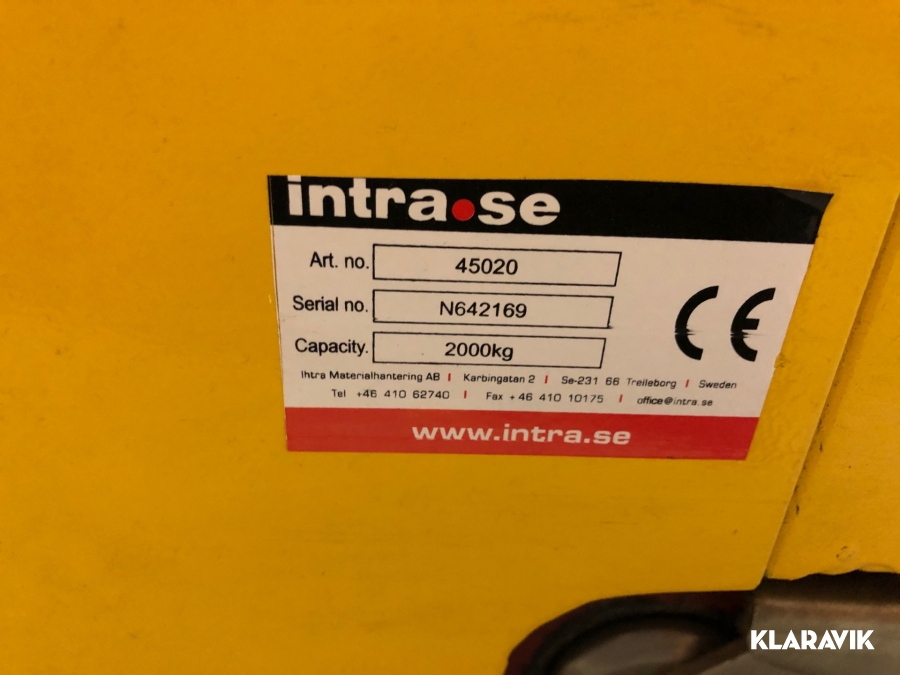 intra.se
Art. no. 45020
Serial no. N642169
Capacity. 2000kg
Ihtra Materialhantering AB | Karbingatan 2 | Se-231 66 Trelleborg | Sweden
Tel +46 410 62740 | Fax +46 410 10175 | office@intra.se
www.intra.se
CE
KLARAVIK